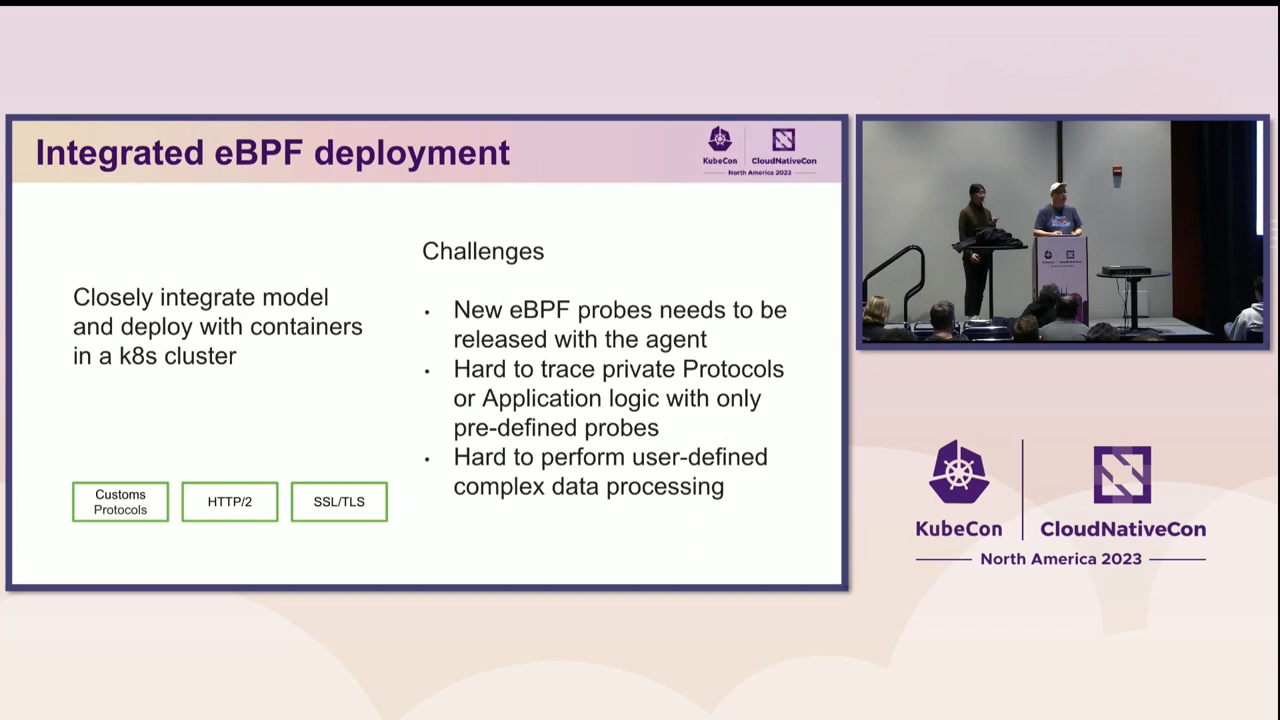 Integrated eBPF deployment
KubeCon
CloudNativeCon
North America 2023
Closely integrate model
and deploy with containers
in a k8s cluster
Customs
Protocols
HTTP/2
SSL/TLS
Challenges
• New eBPF probes needs to be
released with the agent
• Hard to trace private Protocols
or Application logic with only
pre-defined probes
• Hard to perform user-defined
complex data processing
KubeCon
CloudNativeCon
North America 2023